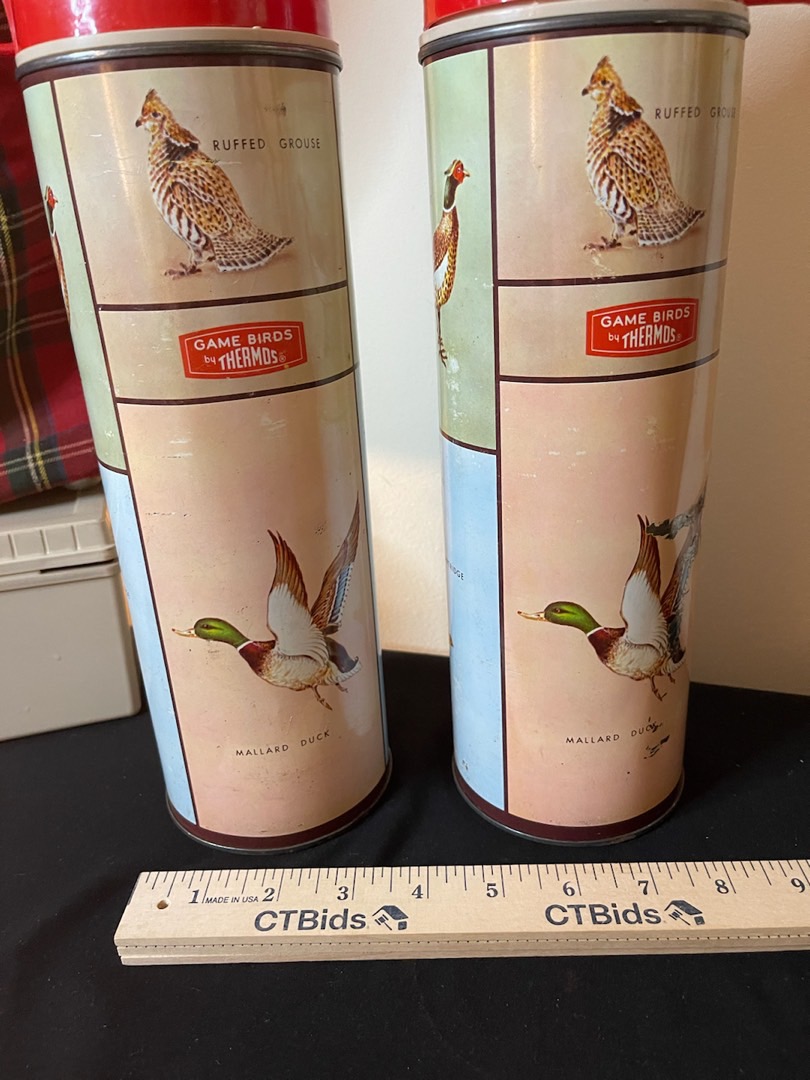 RUFFED GROUSE
GAME BIRDS
by THERMOS®
MALLARD DUCK
RUFFED GROUSE
GAME BIRDS
by THERMOS®
MALLARD DUCK
1 MADE IN USA 2 3 4 5 6 7 8 9
CTBids CTBids